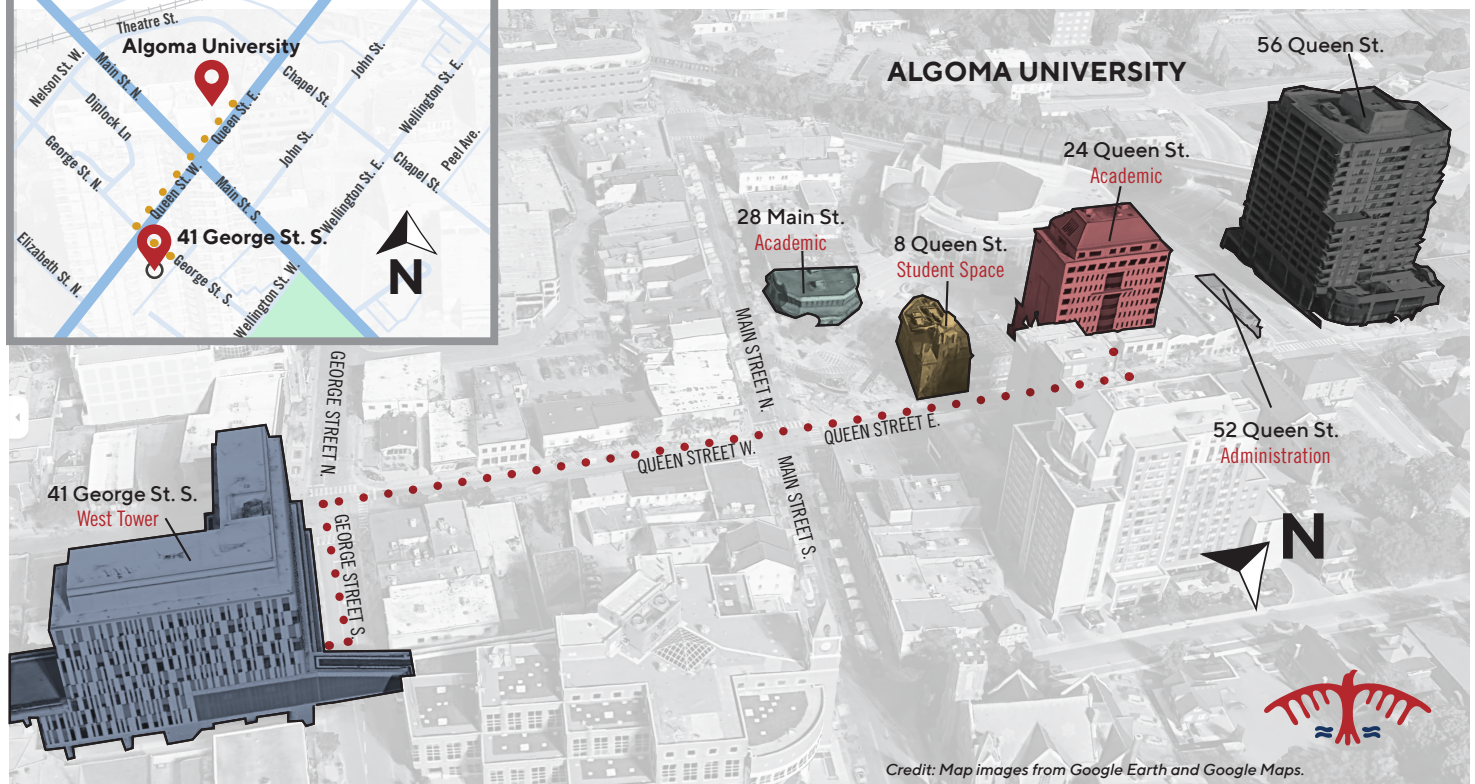 Theatre St.
Algoma University
Nelson St. W.
Main St. N.
Diplock Ln
George St. N.
Queen St. E.
Chapel St.
John St.
Wellington St. E.
John St.
Chapel St.
Peel Ave.
Queen St. W.
Main St. S.
Wellington St. E.
41 George St. S.
Elizabeth St. N.
George St. S.
Wellington St. W.
N
ALGOMA UNIVERSITY
56 Queen St.
24 Queen St.
Academic
28 Main St.
Academic
8 Queen St.
Student Space
52 Queen St.
Administration
GEORGE STREET N.
MAIN STREET N.
QUEEN STREET W.
QUEEN STREET E.
MAIN STREET S.
GEORGE STREET S.
41 George St. S.
West Tower
N
Credit: Map images from Google Earth and Google Maps.